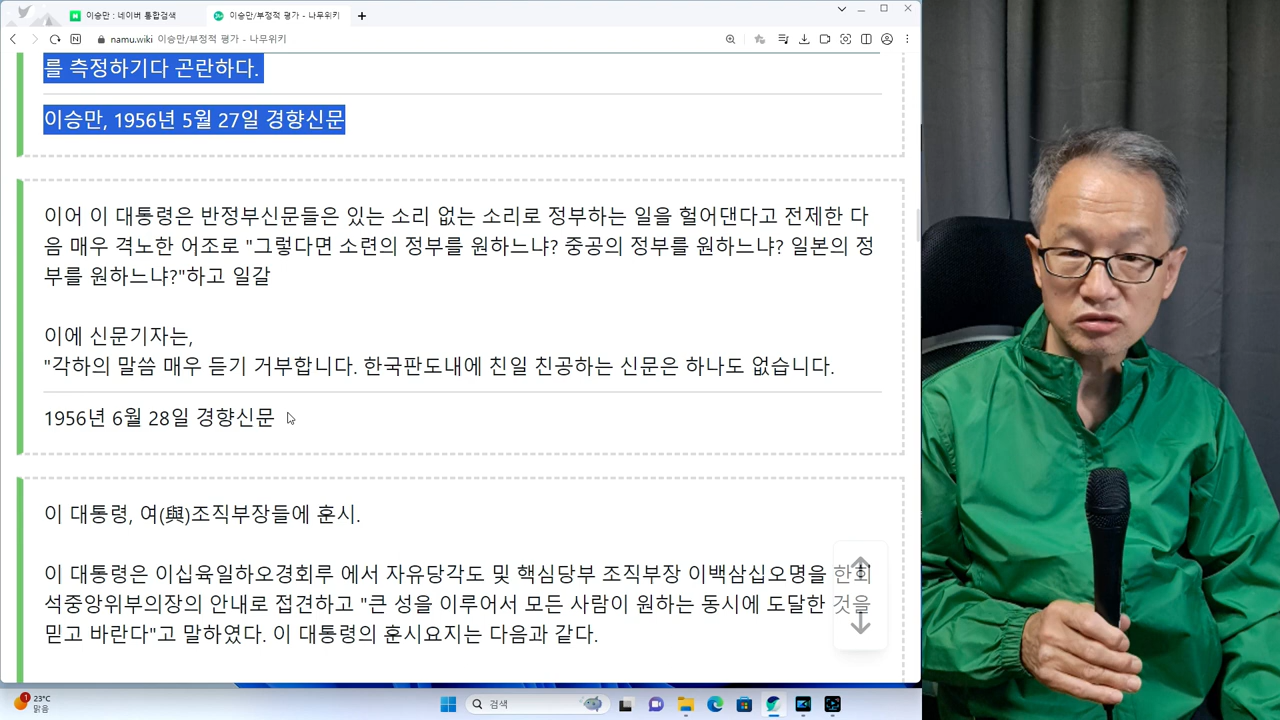 이승만 : 네이버 통합검색
이승만/부정적 평가 - 나무위키
namu.wiki 이승만/부정적 평가 - 나무위키
를 측정하기다 곤란하다.
이승만, 1956년 5월 27일 경향신문
이어 이 대통령은 반정부신문들은 있는 소리 없는 소리로 정부하는 일을 헐어댄다고 전제한 다
음 매우 격노한 어조로 "그렇다면 소련의 정부를 원하느냐? 중공의 정부를 원하느냐? 일본의 정
부를 원하느냐?"하고 일갈
이에 신문기자는,
"각하의 말씀 매우 듣기 거부합니다. 한국판도내에 친일 친공하는 신문은 하나도 없습니다.
1956년 6월 28일 경향신문
이 대통령, 여(與)조직부장들에 훈시.
이 대통령은 이십육일하오경회루 에서 자유당각도 및 핵심당부 조직부장 이백삼십오명을 한희
석중앙위부의장의 안내로 접견하고 "큰 성을 이루어서 모든 사람이 원하는 동시에 도달한 것을
믿고 바란다"고 말하였다. 이 대통령의 훈시요지는 다음과 같다.
1
23°C
맑음
검색